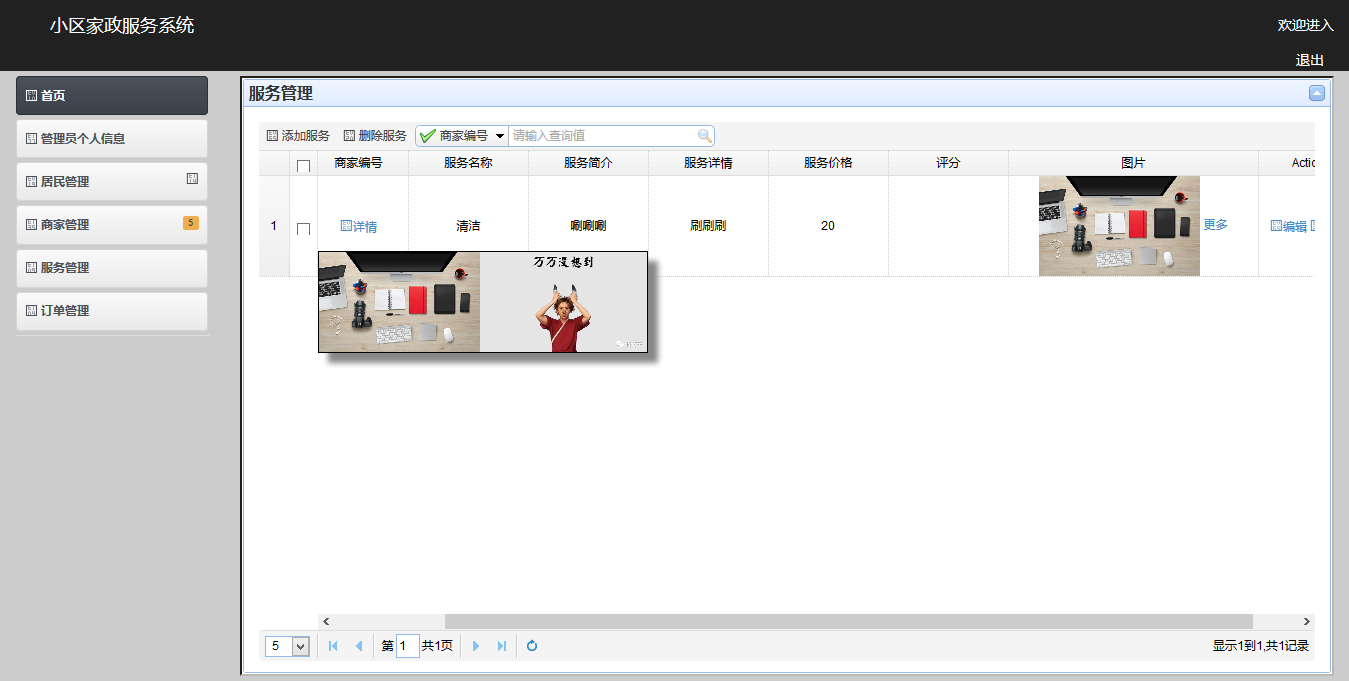 小区家政服务系统
欢迎进入
退出
首页
管理员个人信息
居民管理
商家管理 5
服务管理
订单管理
服务管理
添加服务 删除服务 商家编号 请输入查询值
商家编号 服务名称 服务简介 服务详情 服务价格 评分 图片 Actic
1 详情 清洁 唰唰唰 刷刷刷 20 更多 编辑
万万没想到
5 第 1 共1页 显示1到1,共1记录